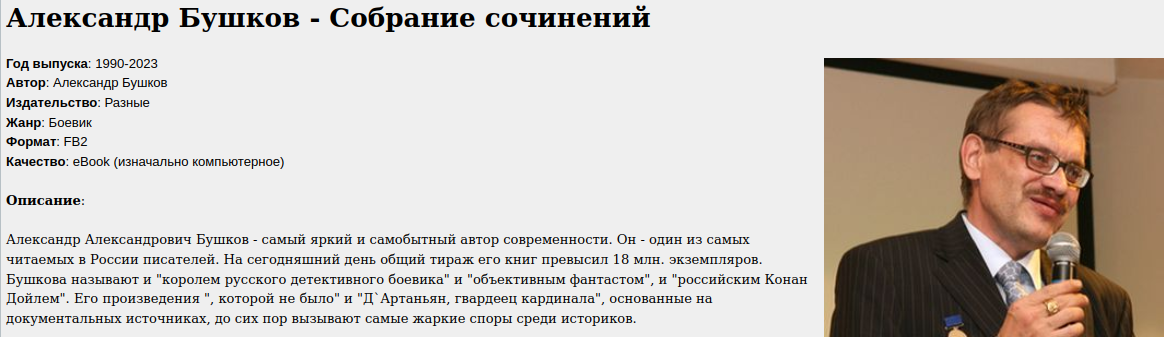 Александр Бушков - Собрание сочинений
Год выпуска: 1990-2023
Автор: Александр Бушков
Издательство: Разные
Жанр: Боевик
Формат: FB2
Качество: eBook (изначально компьютерное)
Описание:
Александр Александрович Бушков - самый яркий и самобытный автор современности. Он - один из самых
читаемых в России писателей. На сегодняшний день общий тираж его книг превысил 18 млн. экземпляров.
Бушкова называют и "королем русского детективного боевика" и "объективным фантастом", и "российским Конан
Дойлем". Его произведения ", которой не было" и "Д`Артаньян, гвардеец кардинала", основанные на
документальных источниках, до сих пор вызывают самые жаркие споры среди историков.